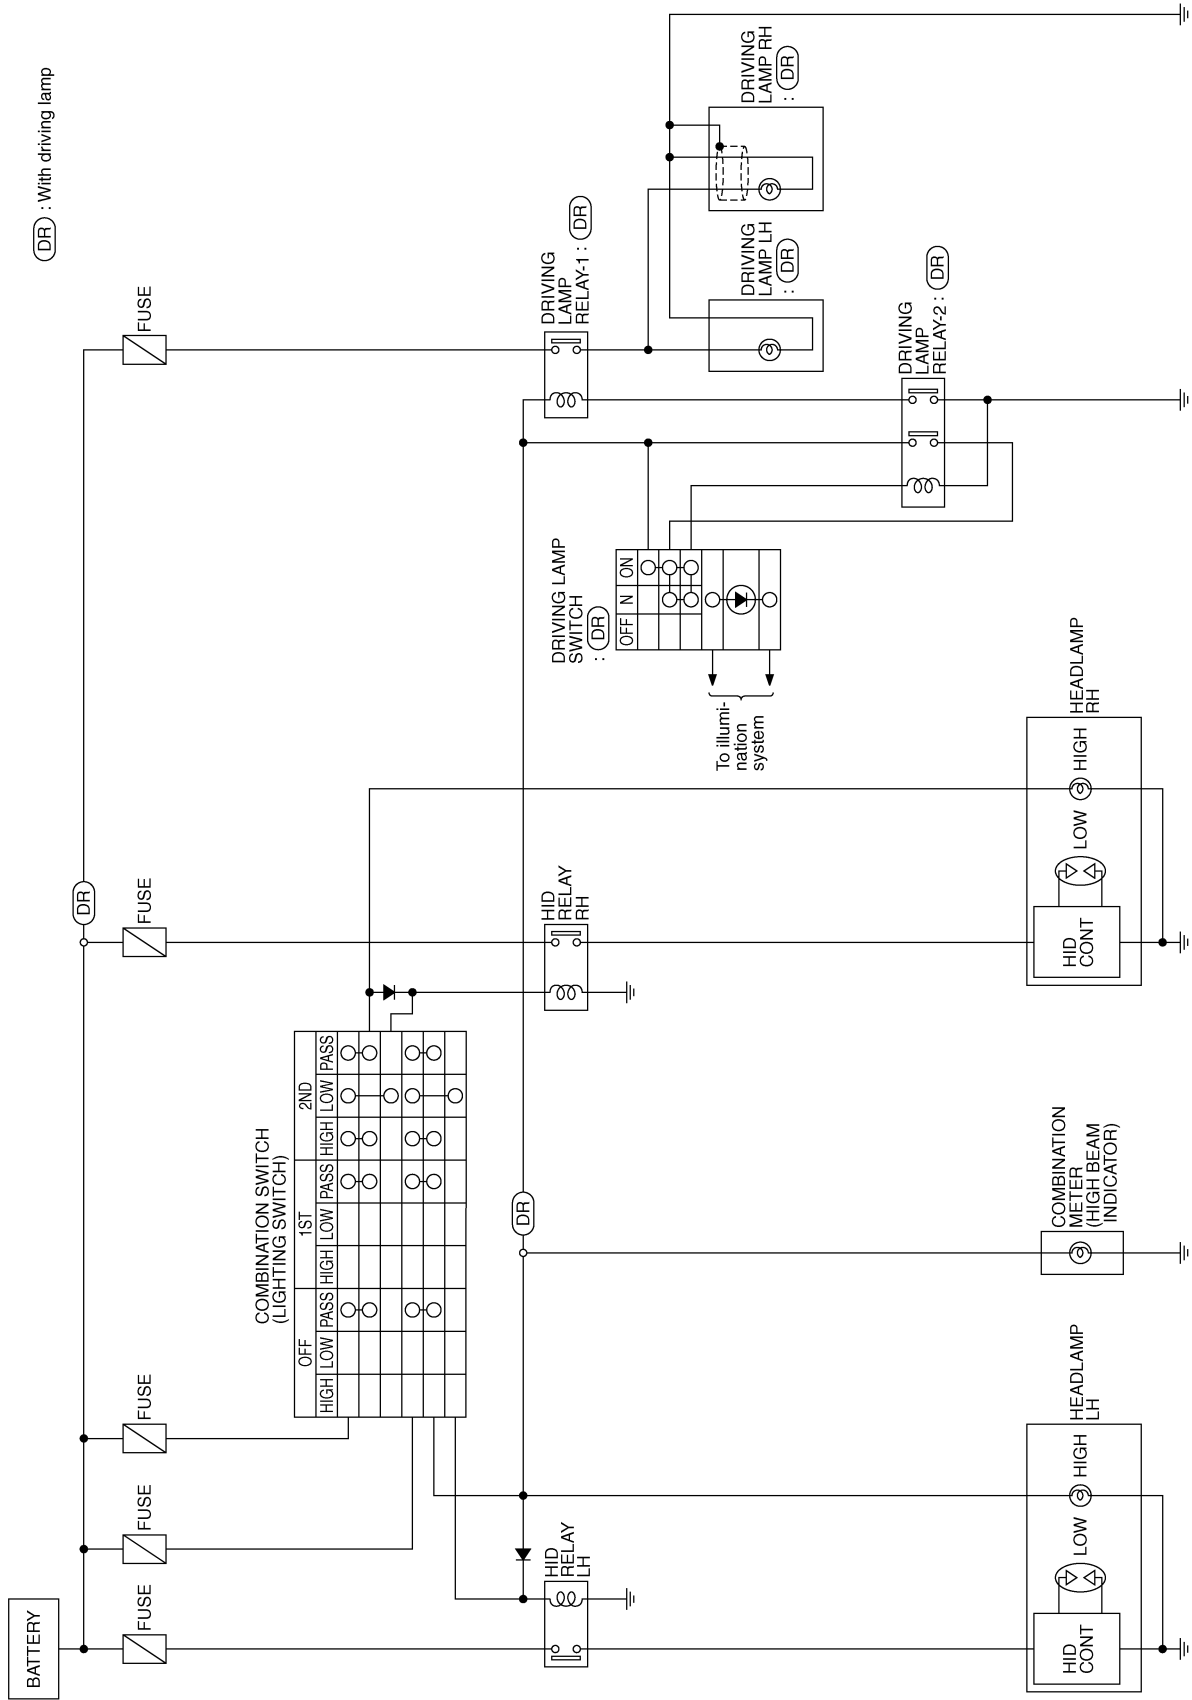 BATTERY
FUSE
FUSE
FUSE
FUSE
FUSE
DR
DR : With driving lamp
COMBINATION SWITCH
(LIGHTING SWITCH)
OFF
1ST
2ND
HIGH
LOW
PASS
HIGH
LOW
PASS
HIGH
LOW
PASS
HID
RELAY
LH
DR
HID
RELAY
RH
DRIVING LAMP
SWITCH
: DR
OFF
N
ON
To illumi-
nation
system
DRIVING
LAMP
RELAY-1 : DR
DRIVING
LAMP LH
: DR
DRIVING
LAMP RH
: DR
DRIVING
LAMP
RELAY-2 : DR
HEADLAMP
LH
HID
CONT
LOW
HIGH
COMBINATION
METER
(HIGH BEAM
INDICATOR)
HEADLAMP
RH
HID
CONT
LOW
HIGH